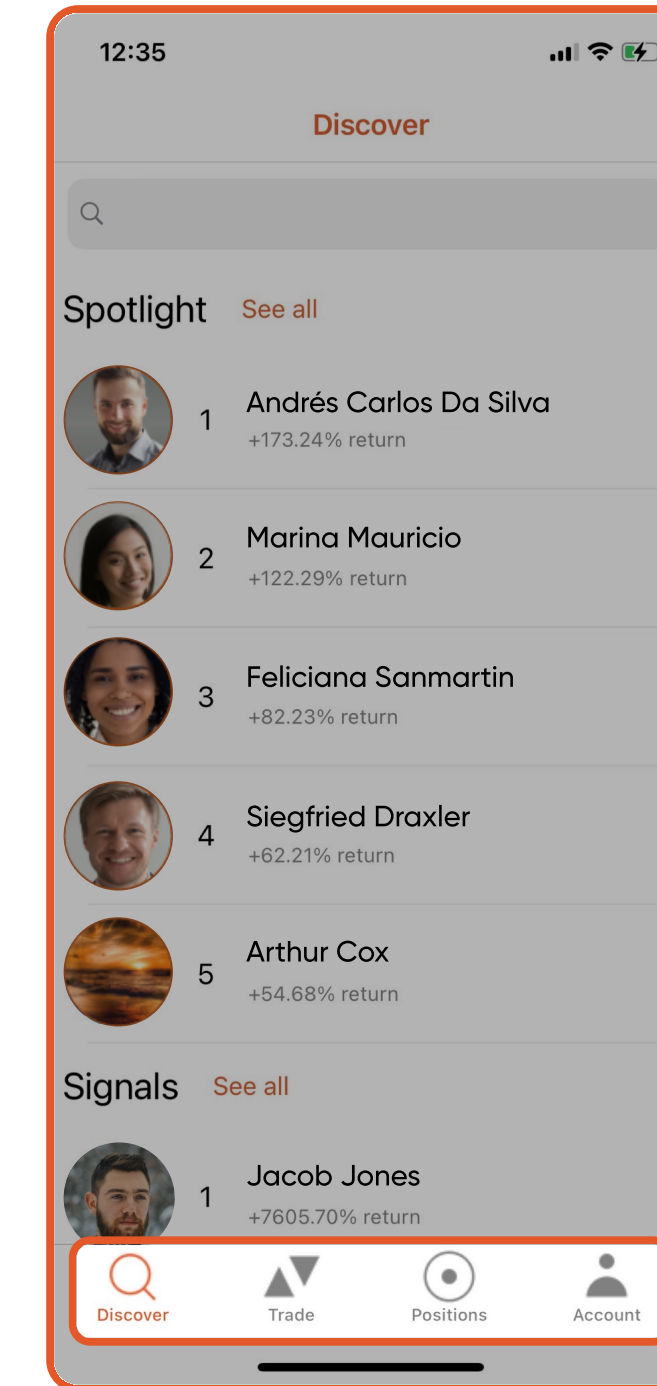 12:35
Discover
Spotlight See all
1 Andrés Carlos Da Silva
+173.24% return
2 Marina Mauricio
+122.29% return
3 Feliciana Sanmartin
+82.23% return
4 Siegfried Draxler
+62.21% return
5 Arthur Cox
+54.68% return
Signals See all
1 Jacob Jones
+7605.70% return
Discover Trade Positions Account